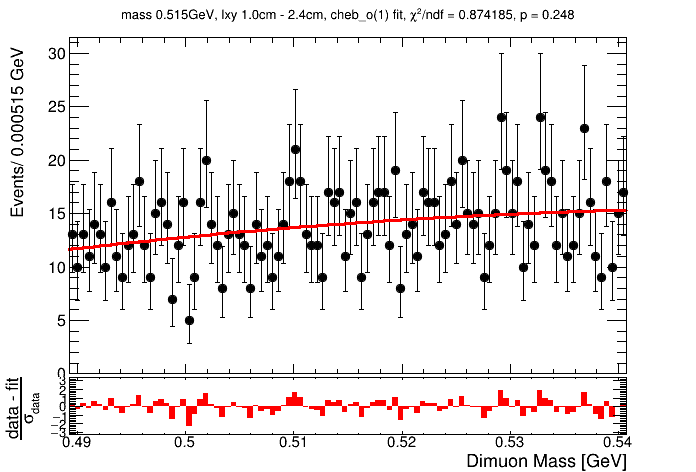 mass 0.515GeV, lxy 1.0cm - 2.4cm, cheb_o(1) fit, χ²/ndf = 0.874185, p = 0.248
Events/ 0.000515 GeV
30
25
20
15
10
5
0
data - fit
σdata
3
2
1
0
−1
−2
−3
0.49 0.5 0.51 0.52 0.53 0.54
Dimuon Mass [GeV]